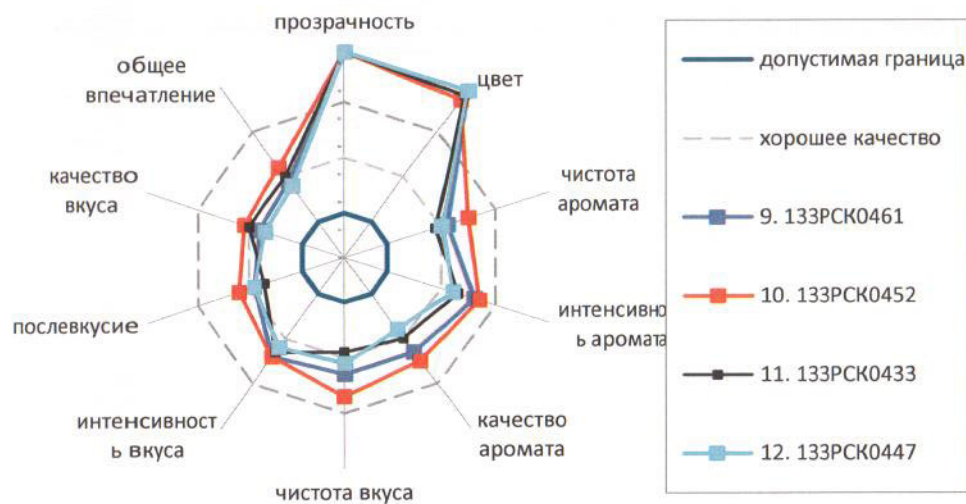 прозрачность
цвет
чистота
аромата
интенсивнос
ь аромата
качество
аромата
чистота вкуса
интенсивност
ь вкуса
послевкусие
качество
вкуса
общее
впечатление
допустимая граница
хорошее качество
9. 133РСК0461
10. 133РСК0452
11. 133РСК0433
12. 133РСК0447